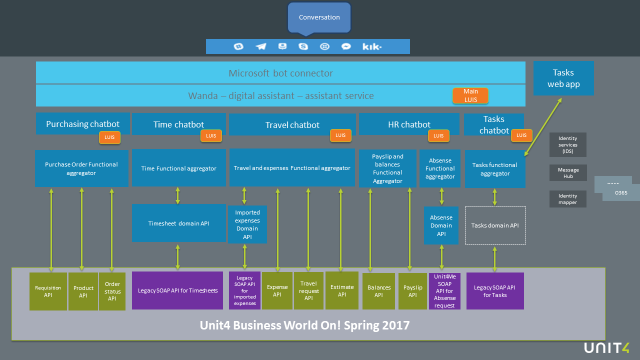 Conversation
kik.
Microsoft bot connector
Tasks
web app
Wanda – digital assistant – assistant service
Main
LUIS
Purchasing chatbot
LUIS
Time chatbot
LUIS
Travel chatbot
LUIS
HR chatbot
LUIS
Tasks
chatbot
LUIS
Identity
services
(IDS)
Message
Hub
Identity
mapper
O365
Purchase Order Functional
aggregator
Time Functional aggregator
Travel and expenses Functional aggregator
Payslip and
balances
Functional
Aggregator
Absense
Functional
aggregator
Tasks functional
aggregator
Timesheet domain API
Imported
expenses
Domain
API
Absense
Domain
API
Tasks domain API
Requisition
API
Product
API
Order
status
API
Legacy SOAP API for Timesheets
Legacy
SOAP API
for
imported
expenses
Expense
API
Travel
request
API
Estimate
API
Balances
API
Payslip
API
Unit4Me
SOAP
API for
Absense
request
Legacy SOAP API
for Tasks
Unit4 Business World On! Spring 2017
UNIT4